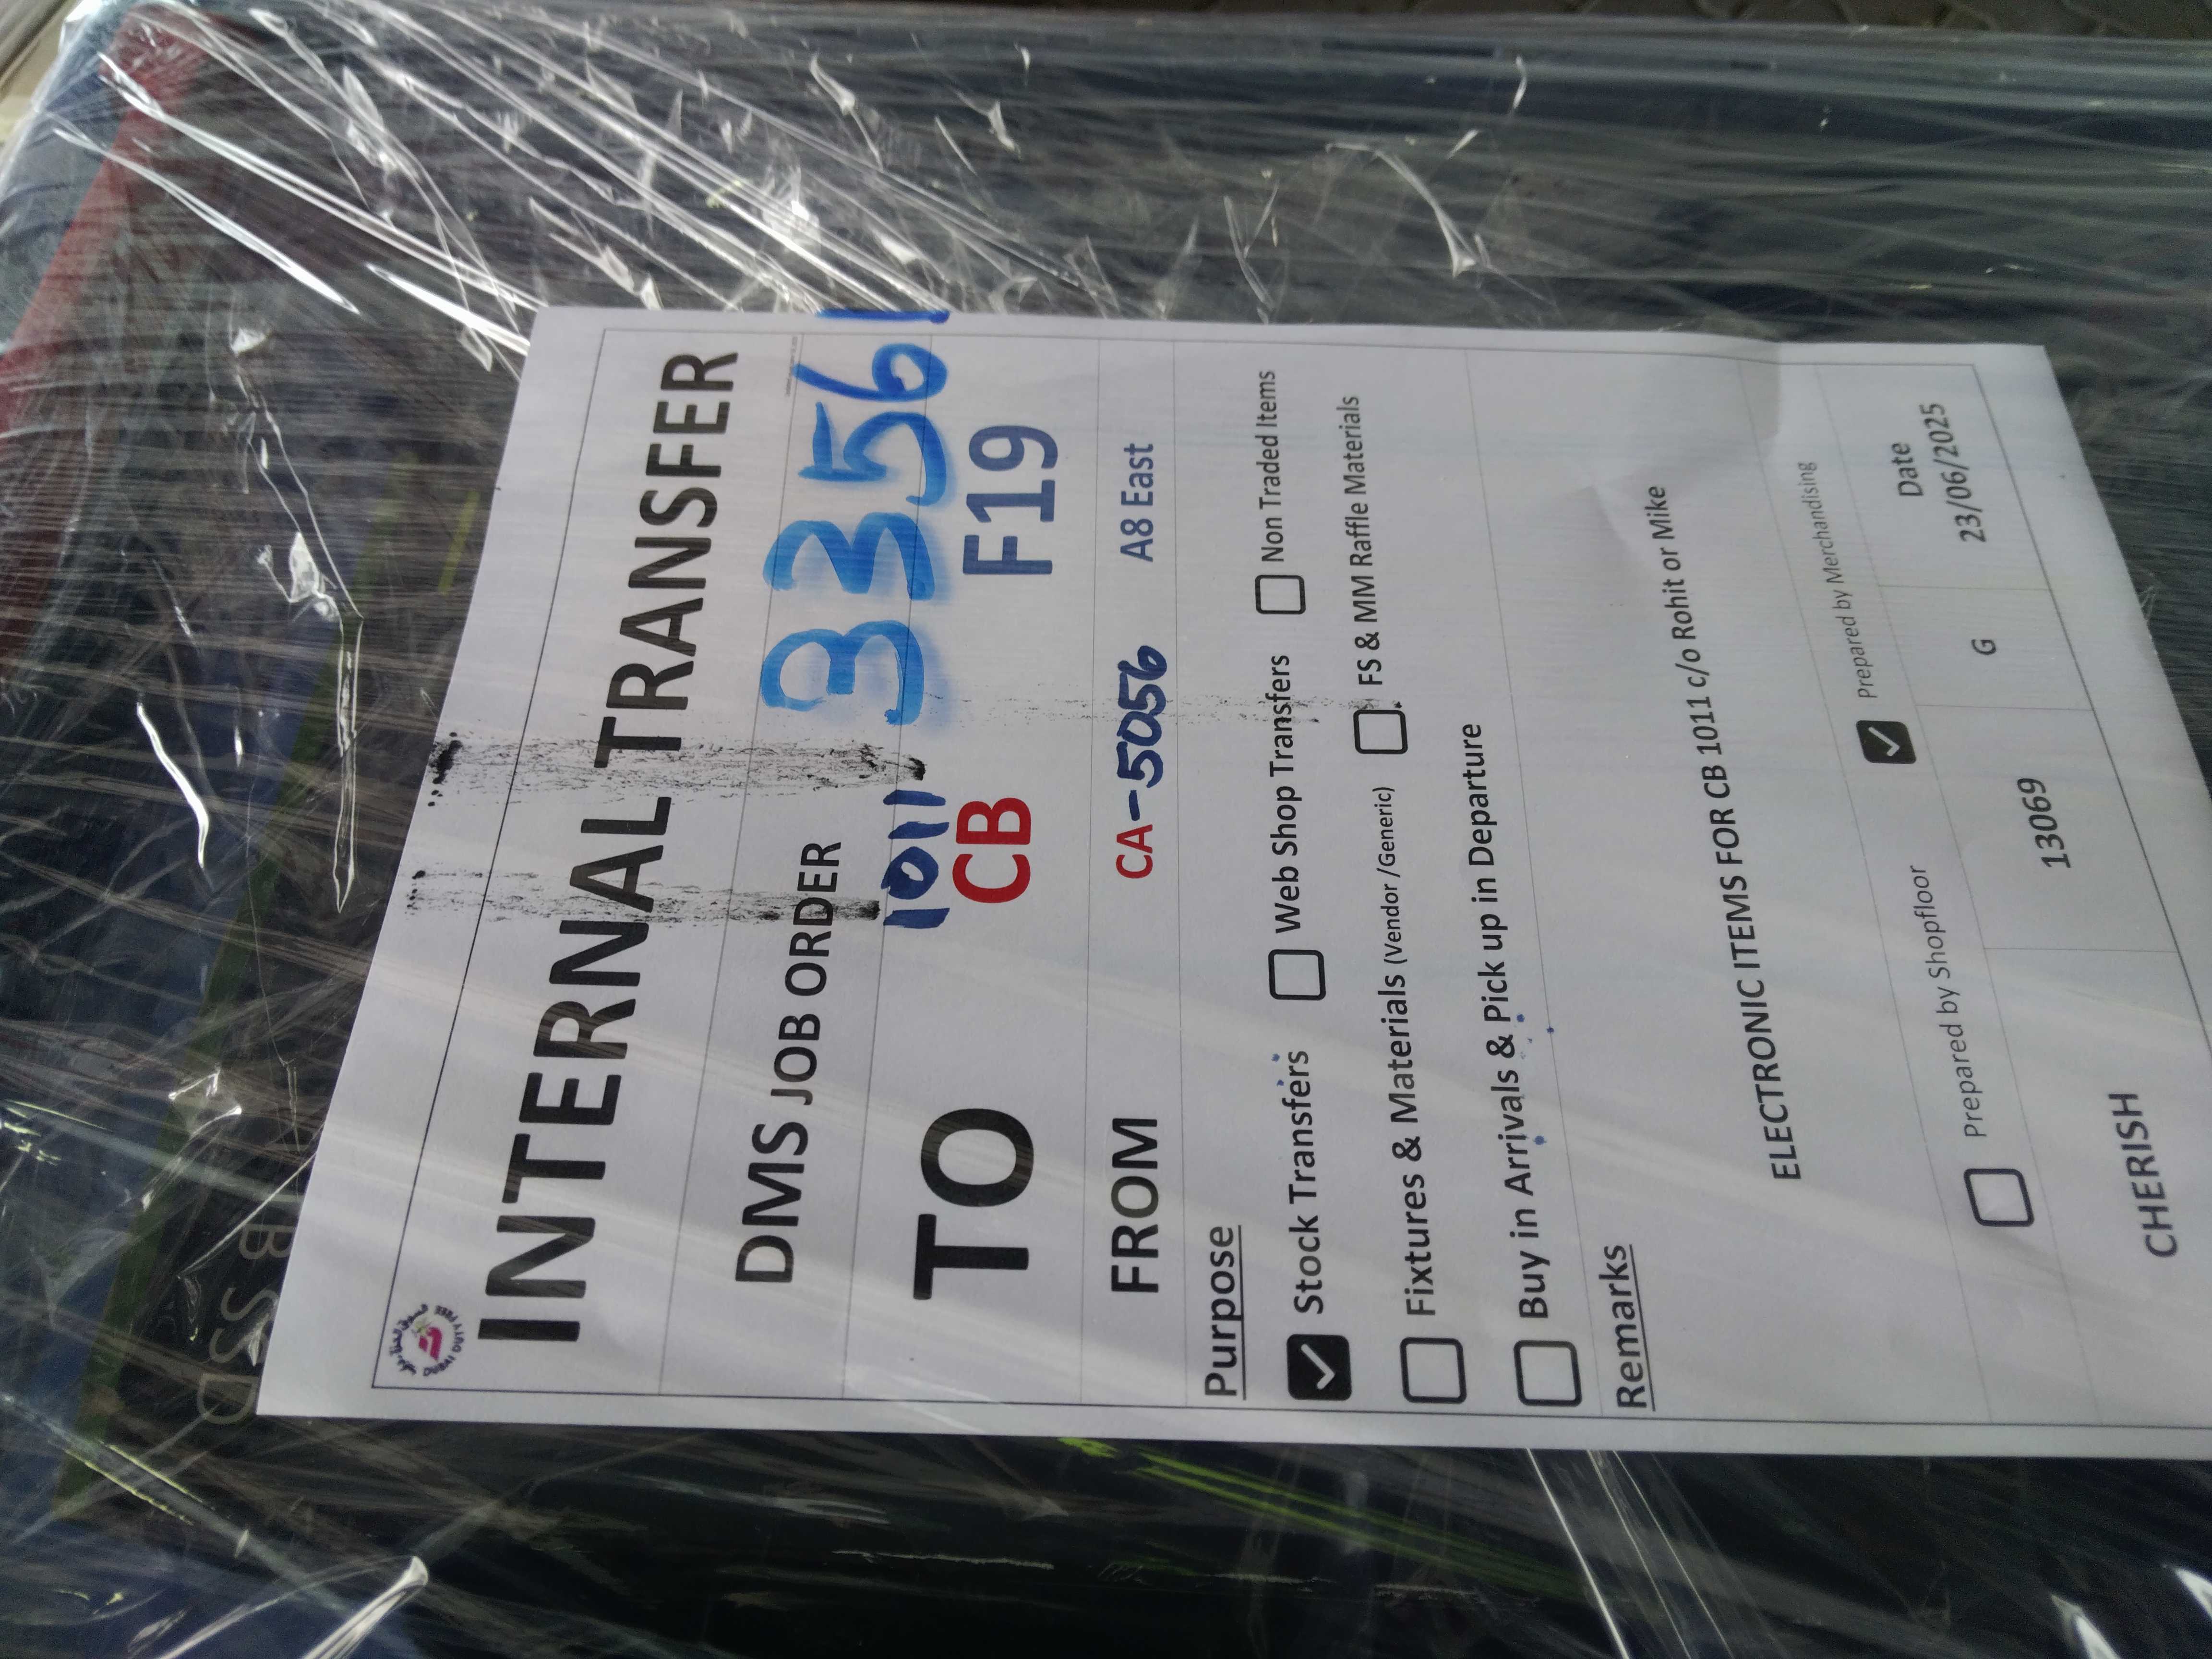 INTERNAL TRANSFER
DMS JOB ORDER 33561
1011
TO CB F19
FROM CA-5056 A8 East
Purpose
Stock Transfers Web Shop Transfers Non Traded Items
Fixtures & Materials (Vendor /Generic) FS & MM Raffle Materials
Buy in Arrivals & Pick up in Departure
Remarks
ELECTRONIC ITEMS FOR CB 1011 c/o Rohit or Mike
Prepared by Shopfloor Prepared by Merchandising
Date
CHERISH 13069 G 23/06/2025